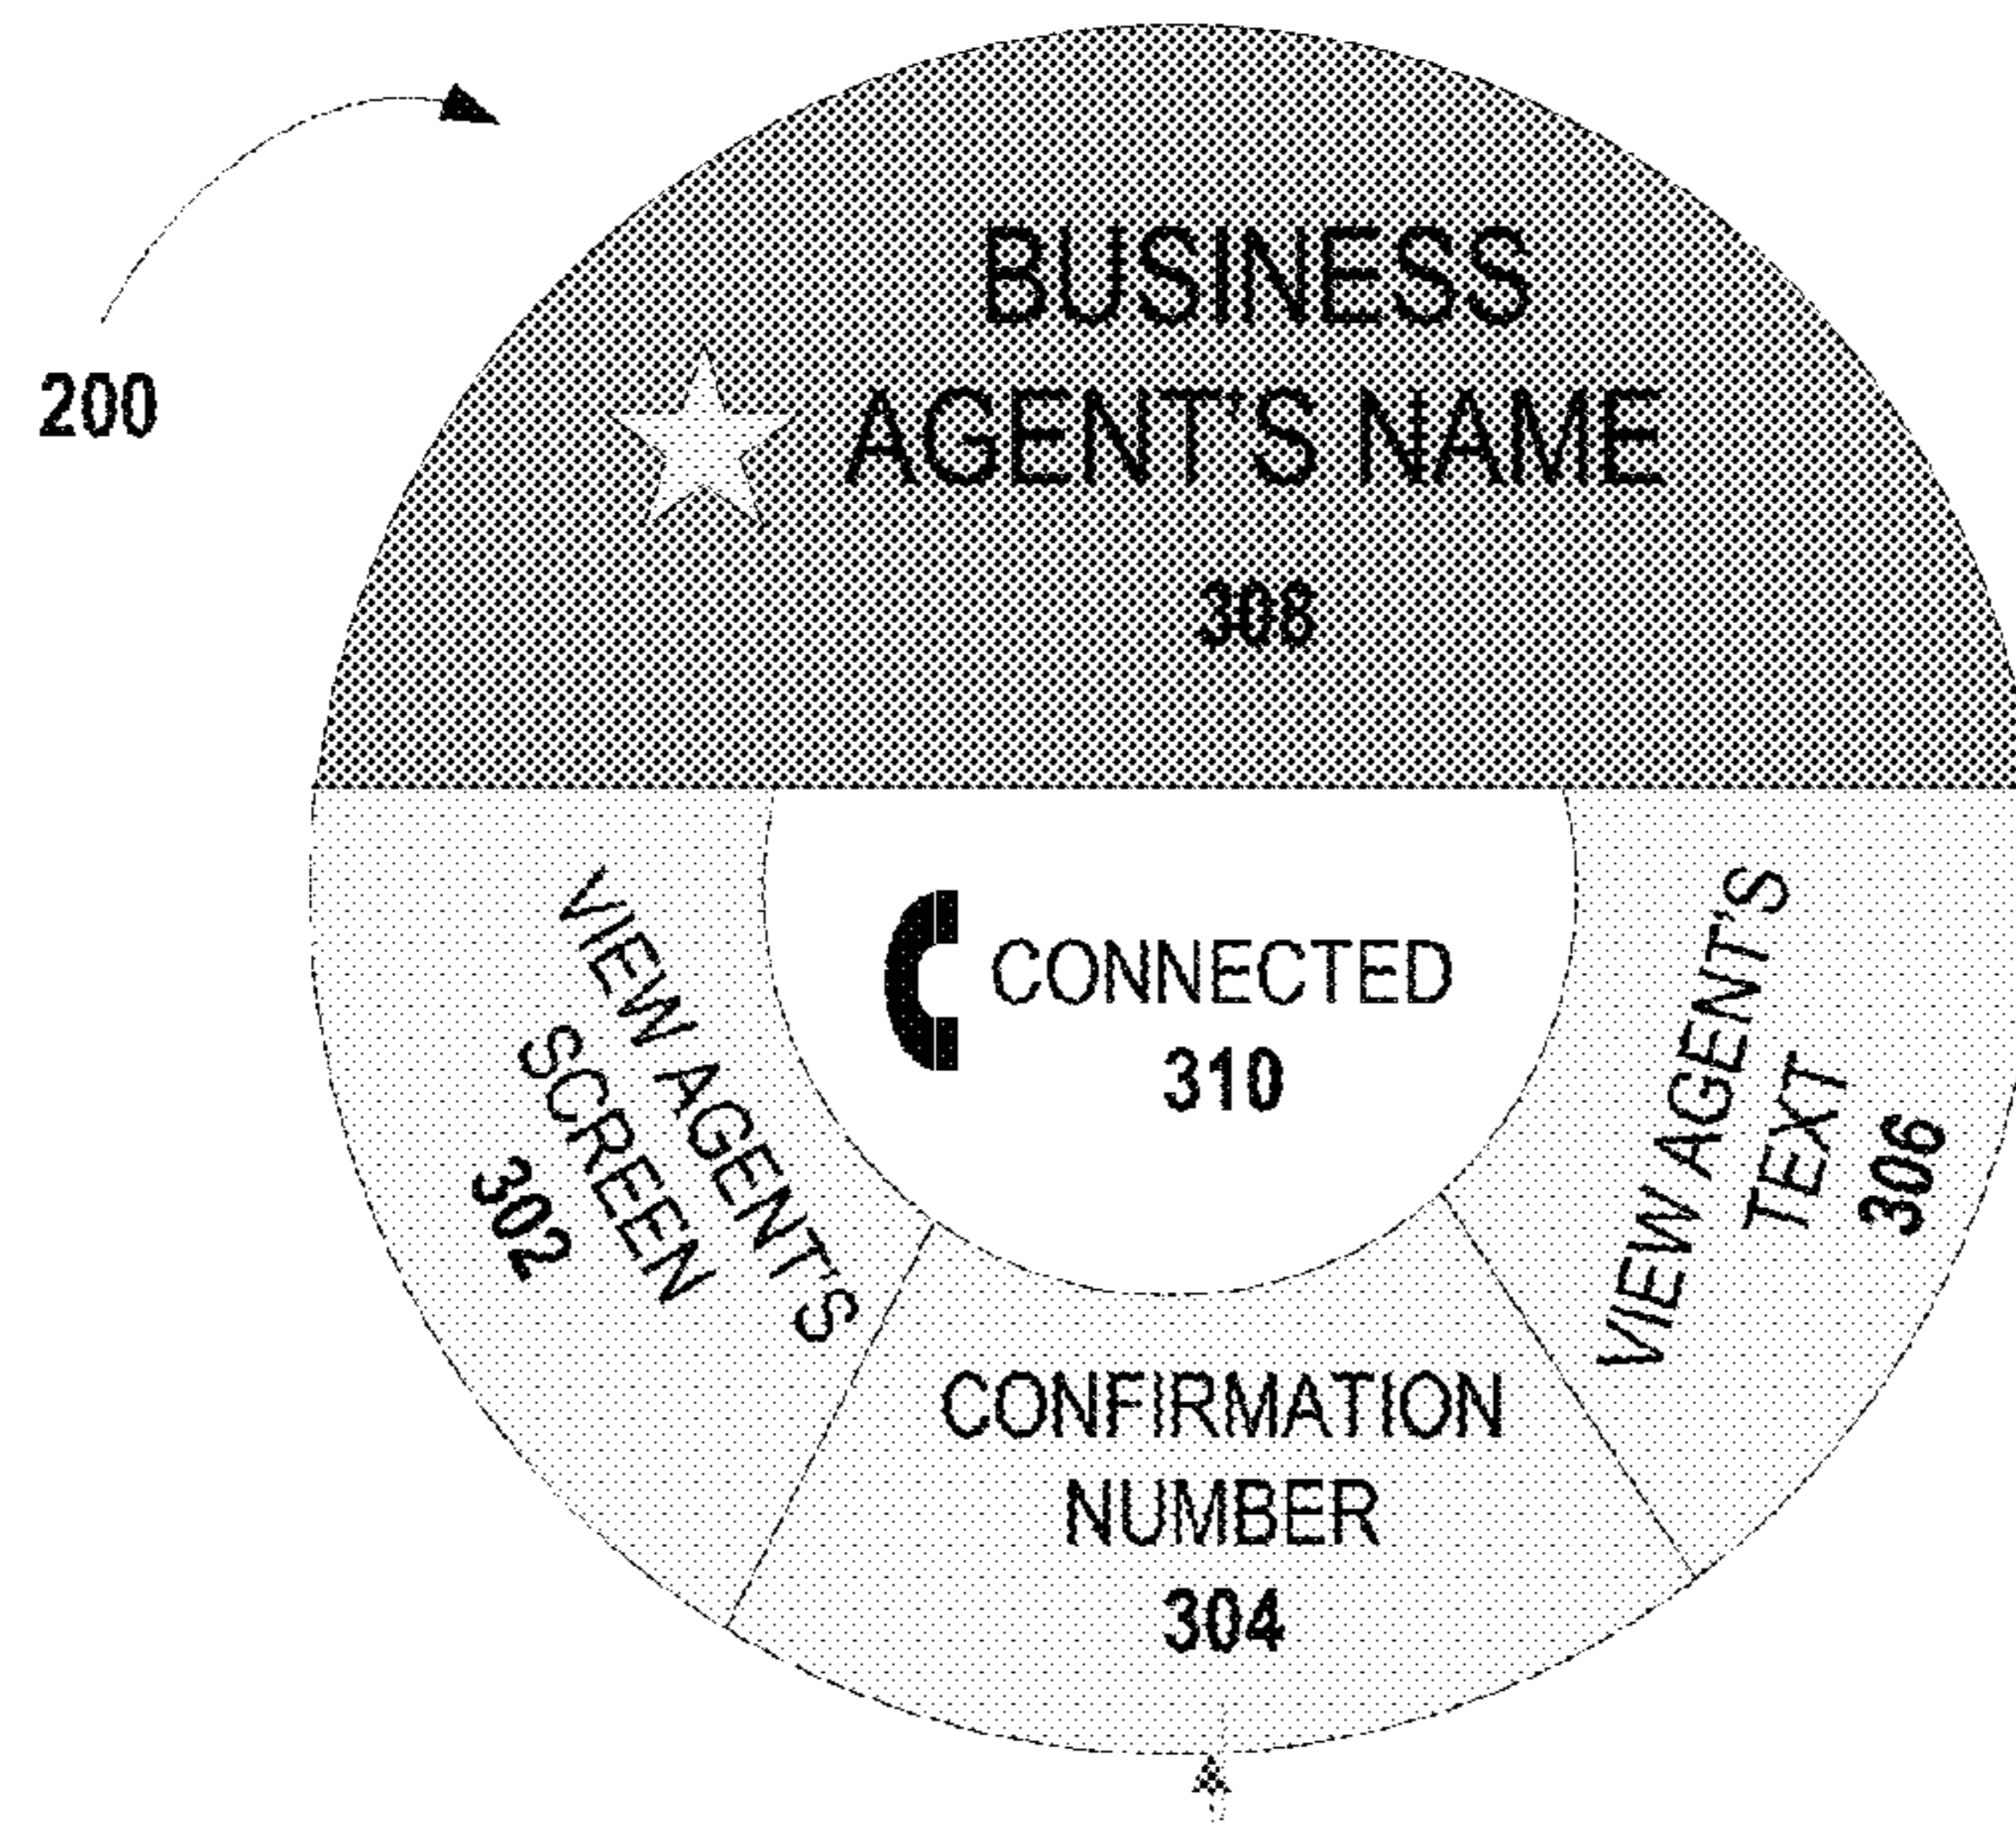 200
BUSINESS
AGENT'S NAME
308
CONNECTED
310
VIEW AGENT'S
SCREEN
302
CONFIRMATION
NUMBER
304
VIEW AGENT'S
TEXT
306